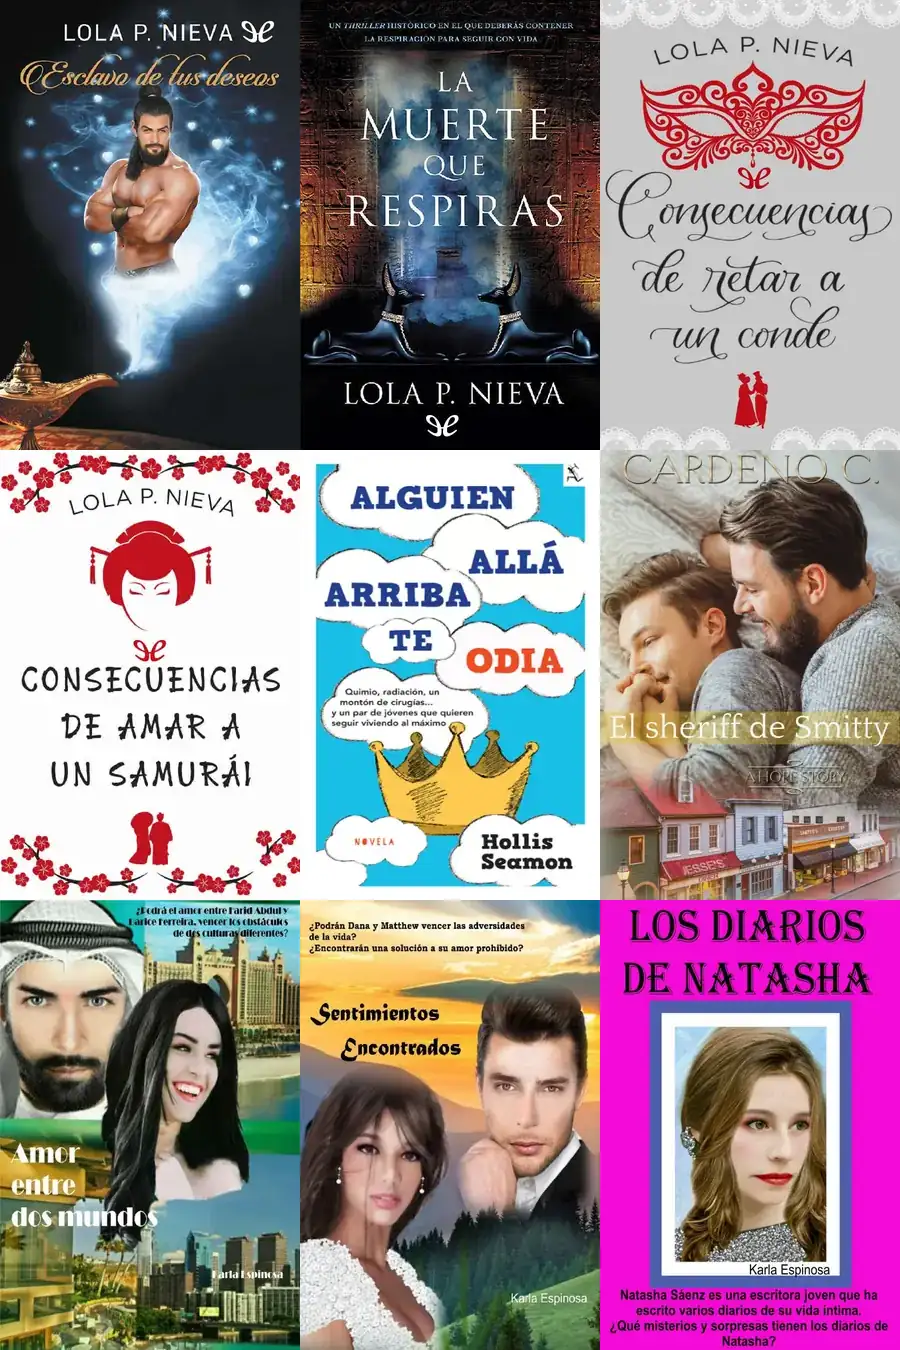 LOLA P. NIEVA
Esclavo de tus deseos
UN THRILLER HISTÓRICO EN EL QUE DEBERÁS CONTENER
LA RESPIRACIÓN PARA SEGUIR CON VIDA
LA
MUERTE
QUE
RESPIRAS
LOLA P. NIEVA
LOLA P. NIEVA
Consecuencias
de retar a
un conde
LOLA P. NIEVA
CONSECUENCIAS
DE AMAR A
UN SAMURÁI
ALGUIEN
ALLÁ
ARRIBA
TE
ODIA
Quimio, radiación, un
montón de cirugías...
y un par de jóvenes que quieren
seguir viviendo al máximo
NOVELA
Hollis
Seamon
CARDENO C.
El sheriff de Smitty
A HOPE STORY
JESSE'S
¿Podrá el amor entre Farid Abdul y
Darice Ferreira, vencer los obstáculos
de dos culturas diferentes?
Amor
entre
dos mundos
Karla Espinosa
¿Podrán Dana y Matthew vencer las adversidades
de la vida?
¿Encontrarán una solución a su amor prohibido?
Sentimientos
Encontrados
Karla Espinosa
LOS DIARIOS
DE NATASHA
Karla Espinosa
Natasha Sáenz es una escritora joven que ha
escrito varios diarios de su vida íntima.
¿Qué misterios y sorpresas tienen los diarios de
Natasha?